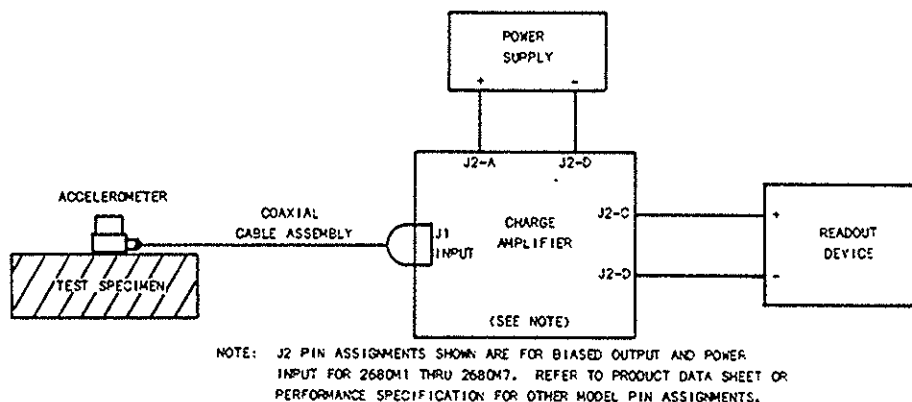 POWER
SUPPLY
+ -
J2-A J2-D
ACCELEROMETER
COAXIAL
CABLE ASSEMBLY
J1
INPUT
CHARGE
AMPLIFIER
J2-C
J2-D
+
-
READOUT
DEVICE
TEST SPECIMEN
(SEE NOTE)
NOTE: J2 PIN ASSIGNMENTS SHOWN ARE FOR BIASED OUTPUT AND POWER
INPUT FOR 2680M1 THRU 2680M7. REFER TO PRODUCT DATA SHEET OR
PERFORMANCE SPECIFICATION FOR OTHER MODEL PIN ASSIGNMENTS.